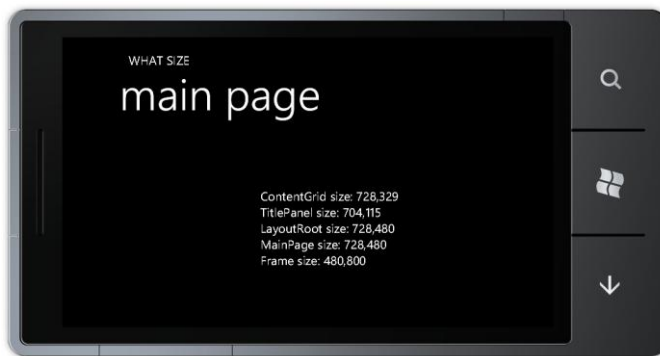 WHAT SIZE
main page
ContentGrid size: 728,329
TitlePanel size: 704,115
LayoutRoot size: 728,480
MainPage size: 728,480
Frame size: 480,800